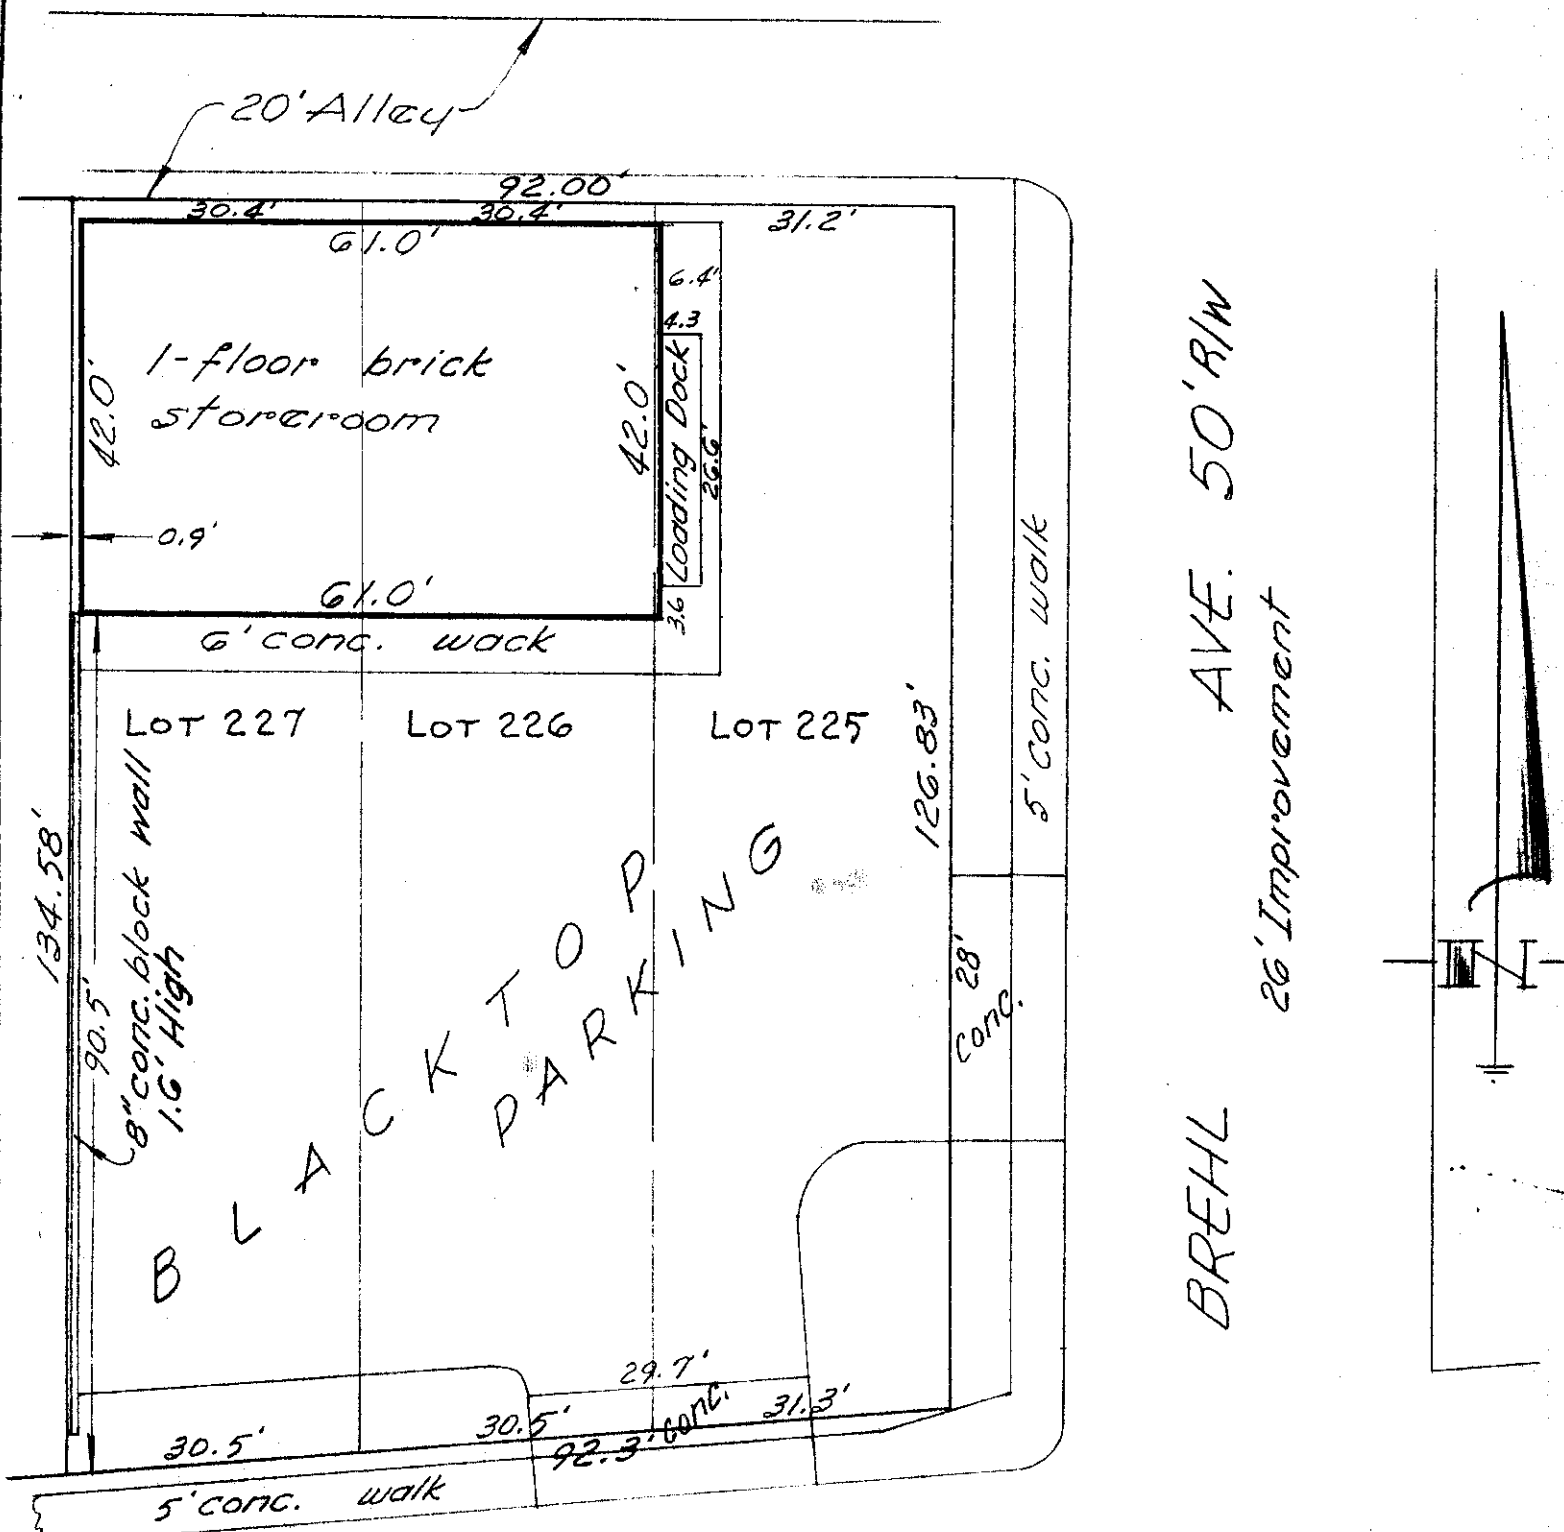 20' Alley
92.00'
30.4'
30.4'
31.2'
61.0'
6.4'
4.3
1-floor brick
storeroom
42.0'
42.0'
Loading Dock
26.6'
0.9'
61.0'
3.6
6' conc. wack
LOT 227
LOT 226
LOT 225
134.58'
90.5'
8" conc. block wall
1.6' High
126.83'
5' conc. walk
BLACKTOP
PARKING
28'
conc.
29.7'
conc.
30.5'
30.5'
31.3'
92.3'
5' conc. walk
BREHL AVE. 50' R/W
26' Improvement
N